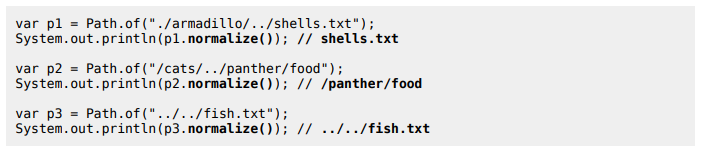 var p1 = Path.of("./armadillo/../shells.txt");
System.out.println(p1.normalize()); // shells.txt
var p2 = Path.of("/cats/../panther/food");
System.out.println(p2.normalize()); // /panther/food
var p3 = Path.of("../../fish.txt");
System.out.println(p3.normalize()); // ../../fish.txt